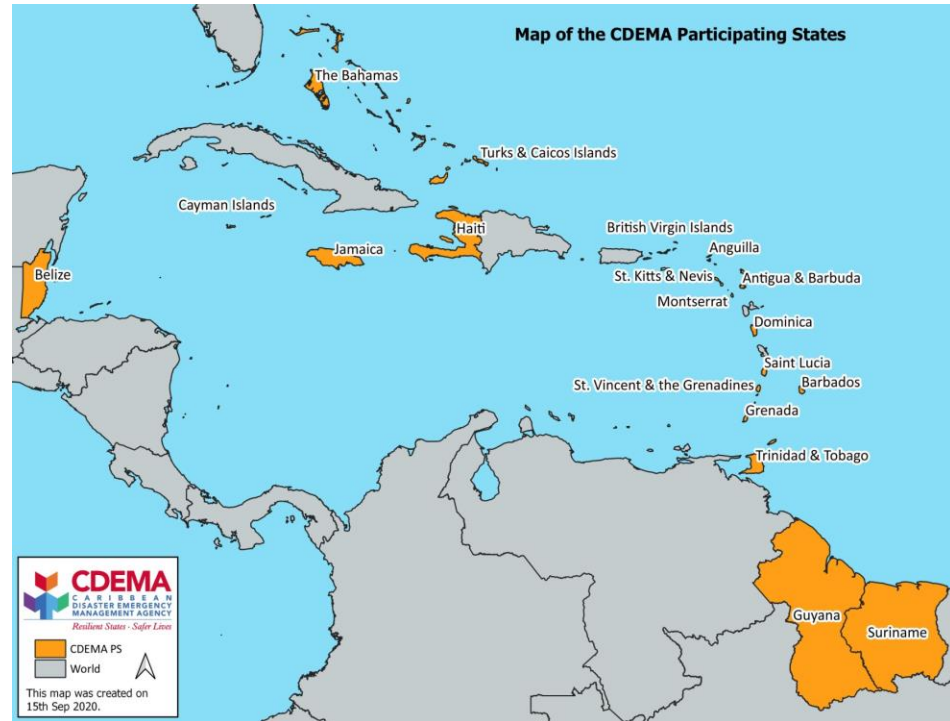 Map of the CDEMA Participating States
The Bahamas
Turks & Caicos Islands
Cayman Islands
Haiti
British Virgin Islands
Jamaica
Anguilla
Belize
St. Kitts & Nevis
Antigua & Barbuda
Montserrat
Dominica
Saint Lucia
St. Vincent & the Grenadines
Barbados
Grenada
Trinidad & Tobago
Guyana
Suriname
CDEMA
CARIBBEAN
DISASTER EMERGENCY
MANAGEMENT AGENCY
Resilient States - Safer Lives
CDEMA PS
World
This map was created on
15th Sep 2020.